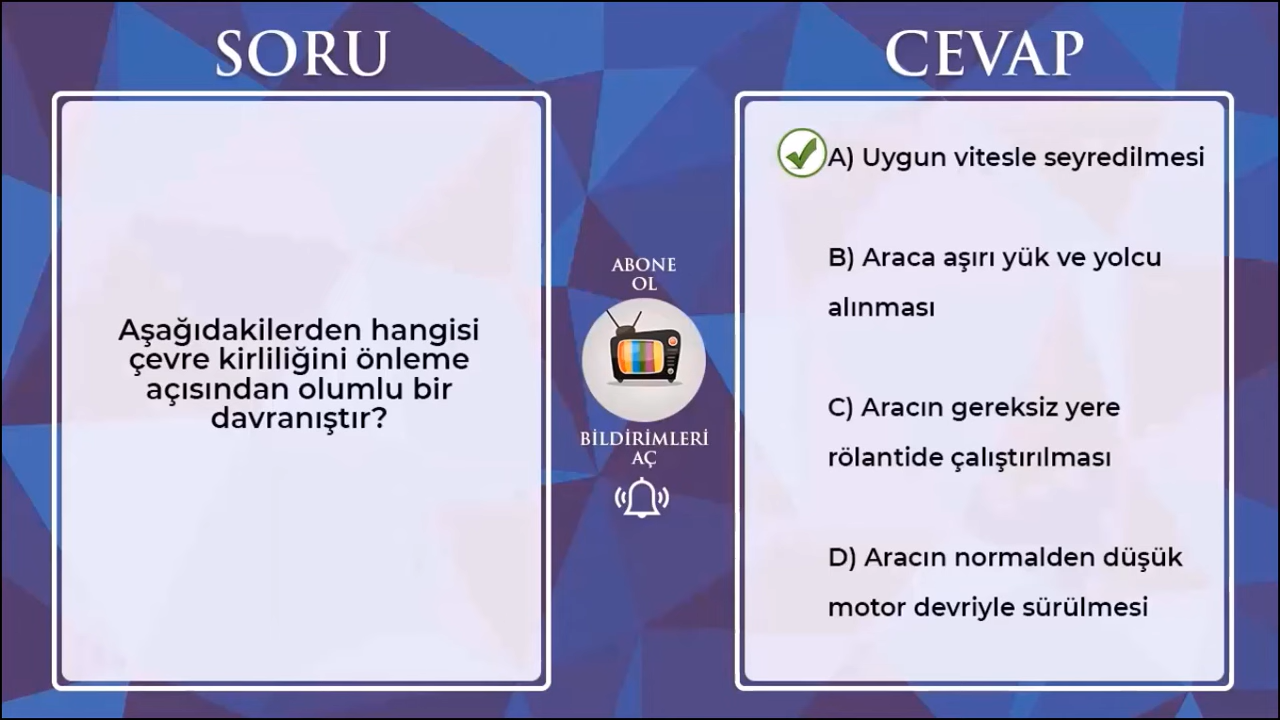 SORU
Aşağıdakilerden hangisi
çevre kirliliğini önleme
açısından olumlu bir
davranıştır?
ABONE
OL
BİLDİRİMLERİ
AÇ
CEVAP
A) Uygun vitesle seyredilmesi
B) Araca aşırı yük ve yolcu
alınması
C) Aracın gereksiz yere
rölantide çalıştırılması
D) Aracın normalden düşük
motor devriyle sürülmesi